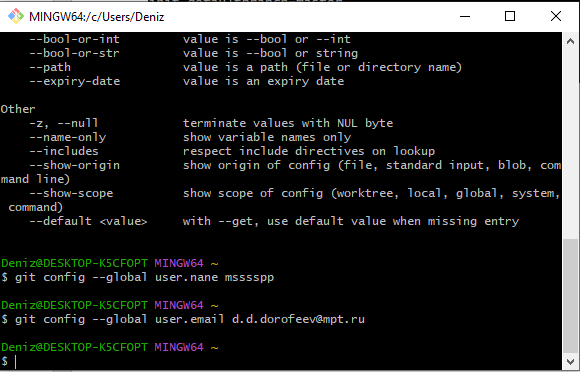 MINGW64:/c/Users/Deniz
--bool-or-int value is --bool or --int
--bool-or-str value is --bool or string
--path value is a path (file or directory name)
--expiry-date value is an expiry date
Other
-z, --null terminate values with NUL byte
--name-only show variable names only
--includes respect include directives on lookup
--show-origin show origin of config (file, standard input, blob, com
mand line)
--show-scope show scope of config (worktree, local, global, system,
command)
--default <value> with --get, use default value when missing entry
Deniz@DESKTOP-K5CFOPT MINGW64 ~
$ git config --global user.nane msssspp
Deniz@DESKTOP-K5CFOPT MINGW64 ~
$ git config --global user.email d.d.dorofeev@mpt.ru
Deniz@DESKTOP-K5CFOPT MINGW64 ~
$